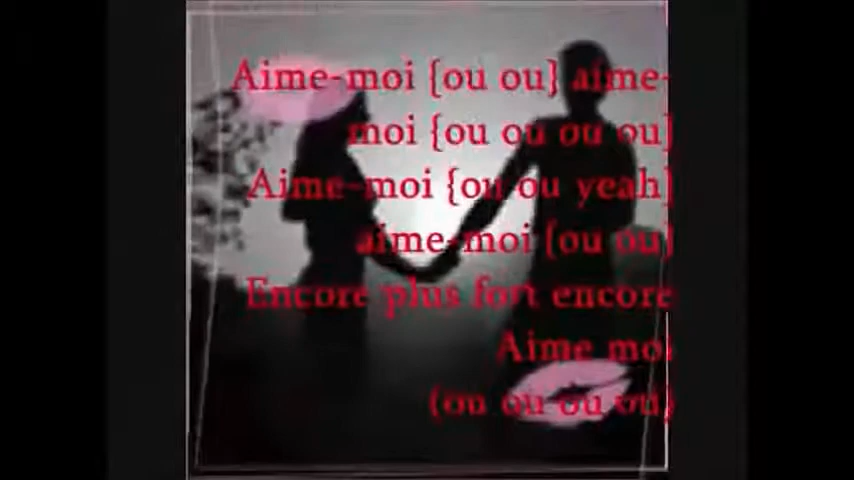 Aime-moi {ou ou} aime-
moi {ou ou ou ou}
Aime-moi {ou ou yeah}
aime-moi {ou ou}
Encore plus fort encore
Aime moi
{ou ou ou ou}